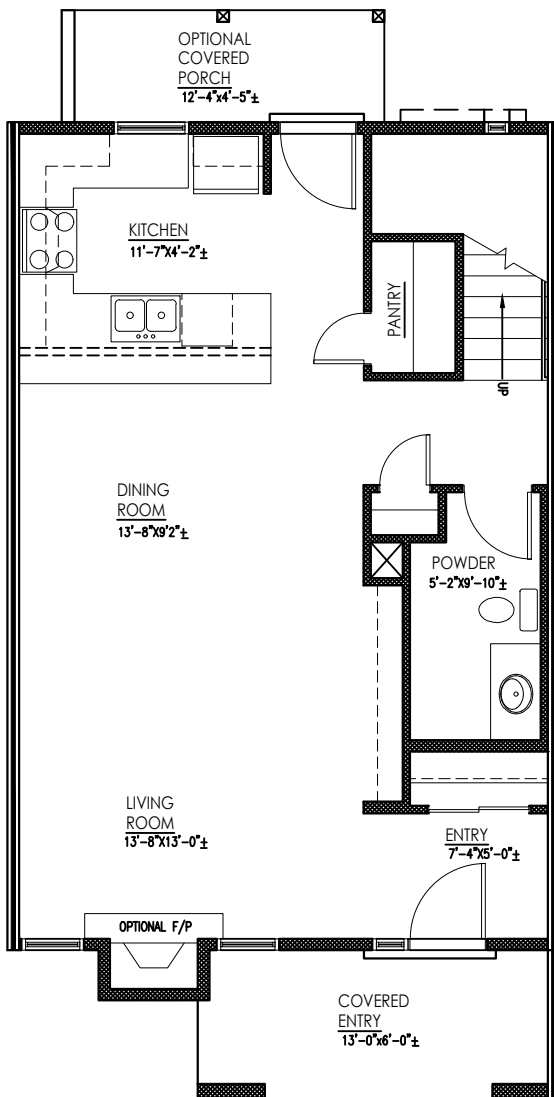 OPTIONAL
COVERED
PORCH
12'-4"x4'-5"±
KITCHEN
11'-7"X4'-2"±
PANTRY
UP
DINING
ROOM
13'-8"X9'2"±
POWDER
5'-2"X9'-10"±
LIVING
ROOM
13'-8"X13'-0"±
ENTRY
7'-4"X5'-0"±
OPTIONAL F/P
COVERED
ENTRY
13'-0"x6'-0"±